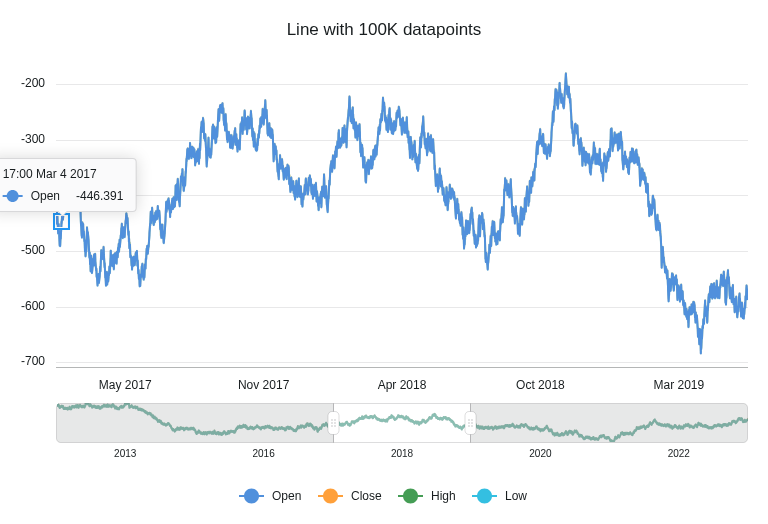 Line with 100K datapoints
-200
-300
17:00 Mar 4 2017
Open -446.391
-500
-600
-700
May 2017 Nov 2017 Apr 2018 Oct 2018 Mar 2019
2013 2016 2018 2020 2022
Open Close High Low